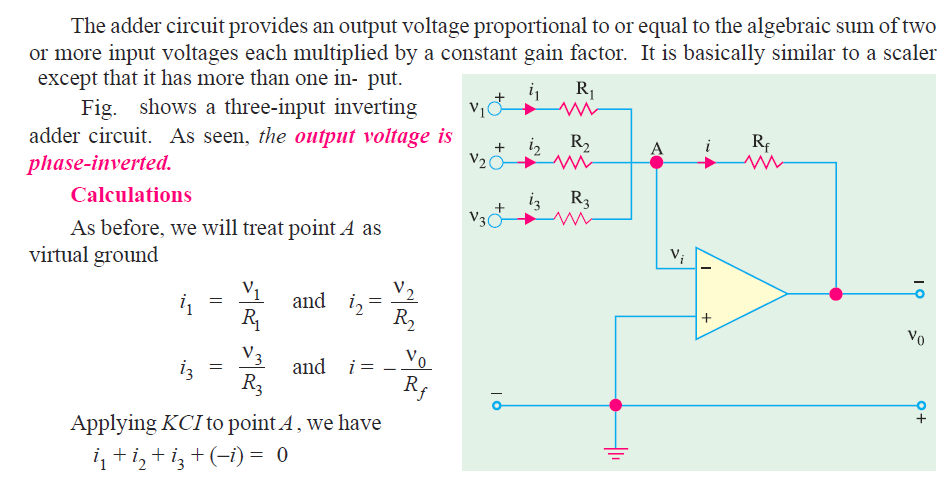 The adder circuit provides an output voltage proportional to or equal to the algebraic sum of two
or more input voltages each multiplied by a constant gain factor. It is basically similar to a scaler
except that it has more than one in- put.
Fig. shows a three-input inverting
adder circuit. As seen, the output voltage is
phase-inverted.
Calculations
As before, we will treat point A as
virtual ground
i₁ = v₁/R₁ and i₂ = v₂/R₂
i₃ = v₃/R₃ and i = – v₀/R_f
Applying KCI to point A, we have
i₁ + i₂ + i₃ + (–i) = 0
v₁ + i₁ R₁
v₂ + i₂ R₂ A i R_f
v₃ + i₃ R₃
v_i –
+
–
v₀
–
+